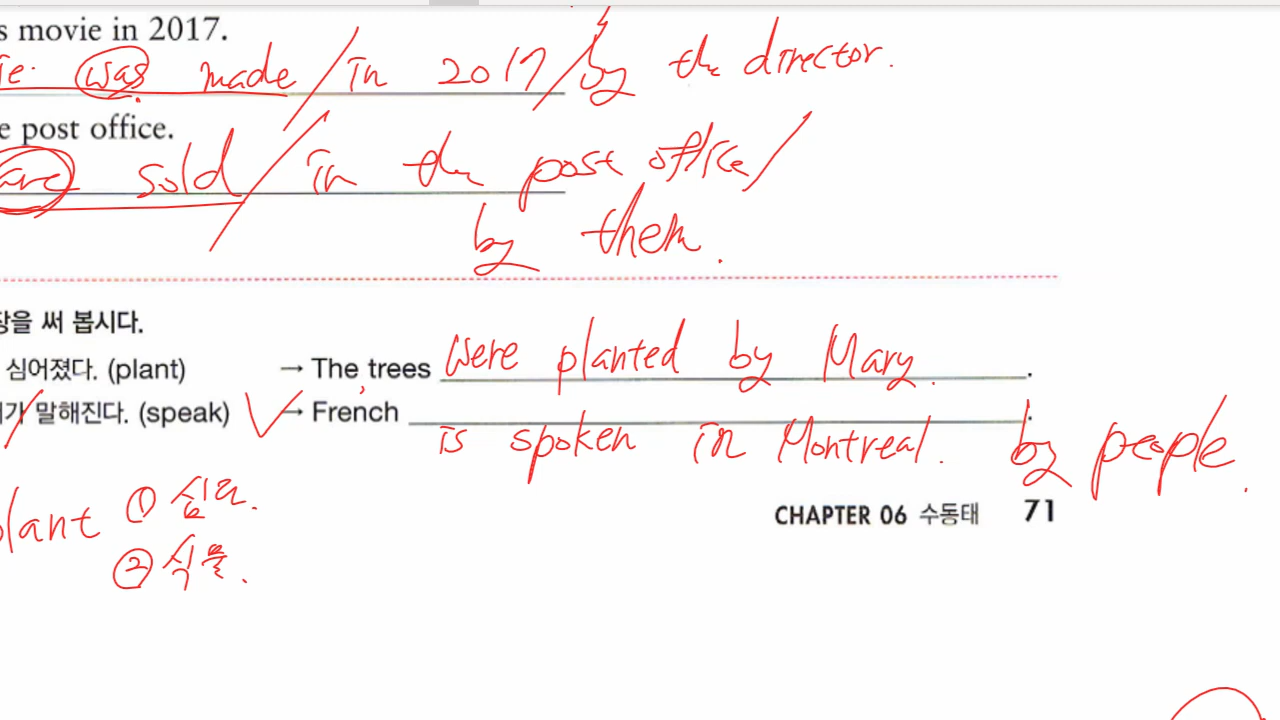 s movie in 2017.
ie. was made / in 2017 / by the director.
e post office.
are sold / in the post office /
by them.
장을 써 봅시다.
심어졌다. (plant) → The trees were planted by Mary.
가 말해진다. (speak) → French is spoken in Montreal. by people.
plant ① 심다.
② 식물.
CHAPTER 06 수동태 71